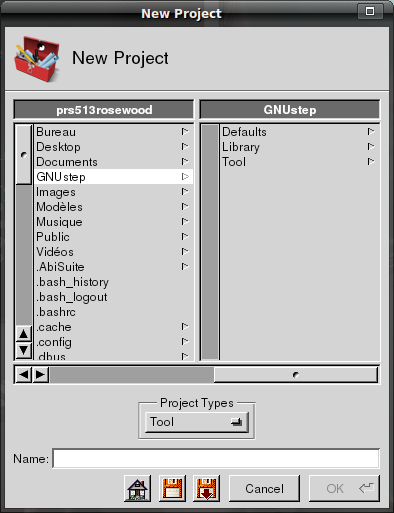 New Project
New Project
prs513rosewood
GNUstep
Bureau
Desktop
Documents
GNUstep
Images
Modèles
Musique
Public
Vidéos
.AbiSuite
.bash_history
.bash_logout
.bashrc
.cache
.config
.dbus
Defaults
Library
Tool
Project Types
Tool
Name:
Cancel
OK